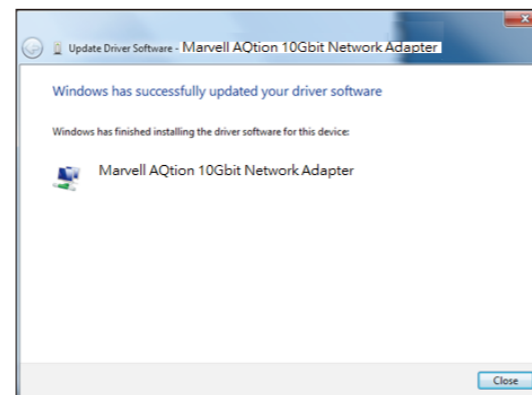 Update Driver Software - Marvell AQtion 10Gbit Network Adapter
Windows has successfully updated your driver software
Windows has finished installing the driver software for this device:
Marvell AQtion 10Gbit Network Adapter
Close